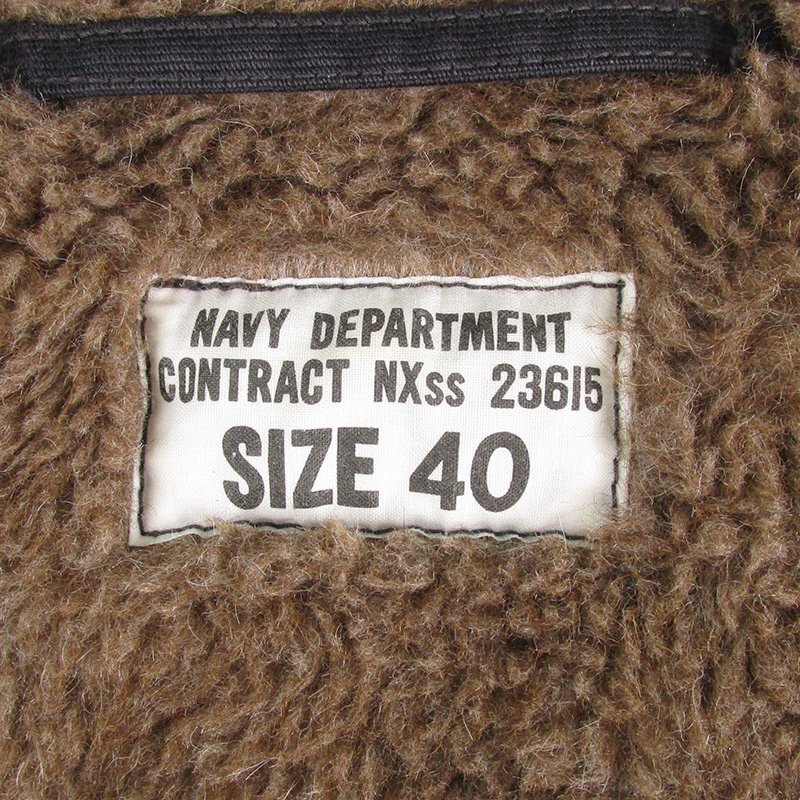 NAVY DEPARTMENT
CONTRACT NXss 23615
SIZE 40